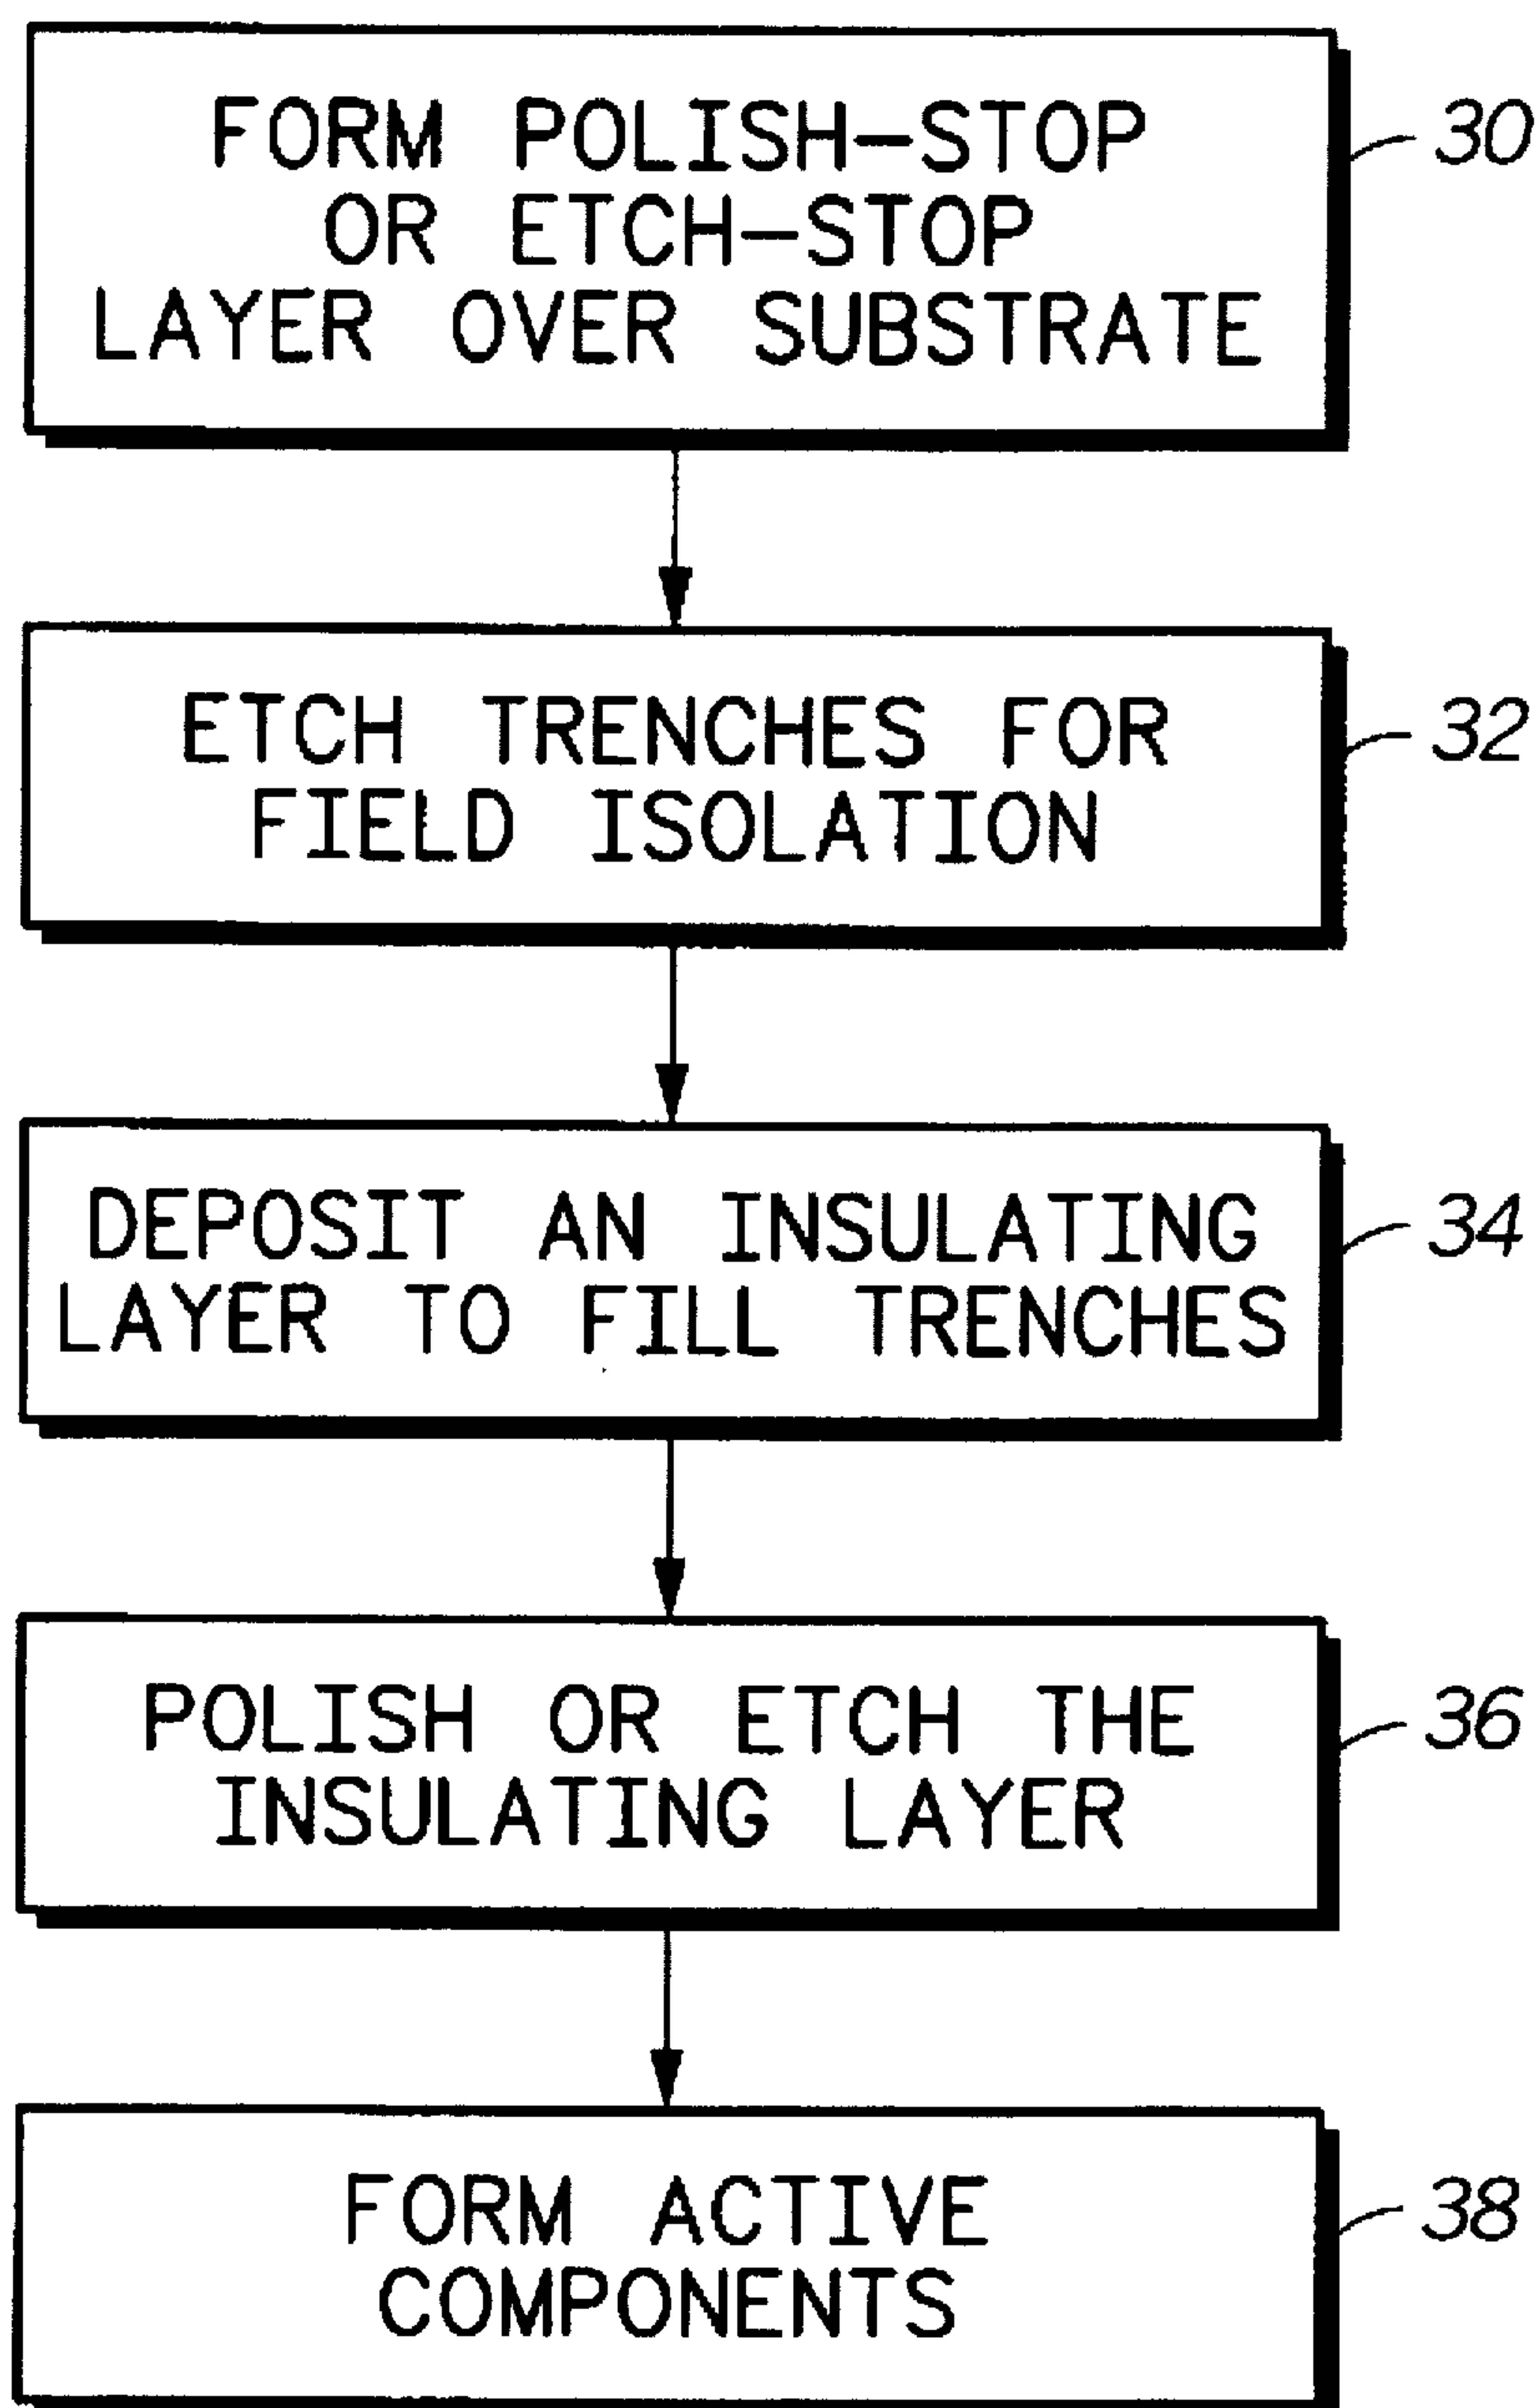 FORM POLISH-STOP
OR ETCH-STOP
LAYER OVER SUBSTRATE
30
ETCH TRENCHES FOR
FIELD ISOLATION
32
DEPOSIT AN INSULATING
LAYER TO FILL TRENCHES
34
POLISH OR ETCH THE
INSULATING LAYER
36
FORM ACTIVE
COMPONENTS
38